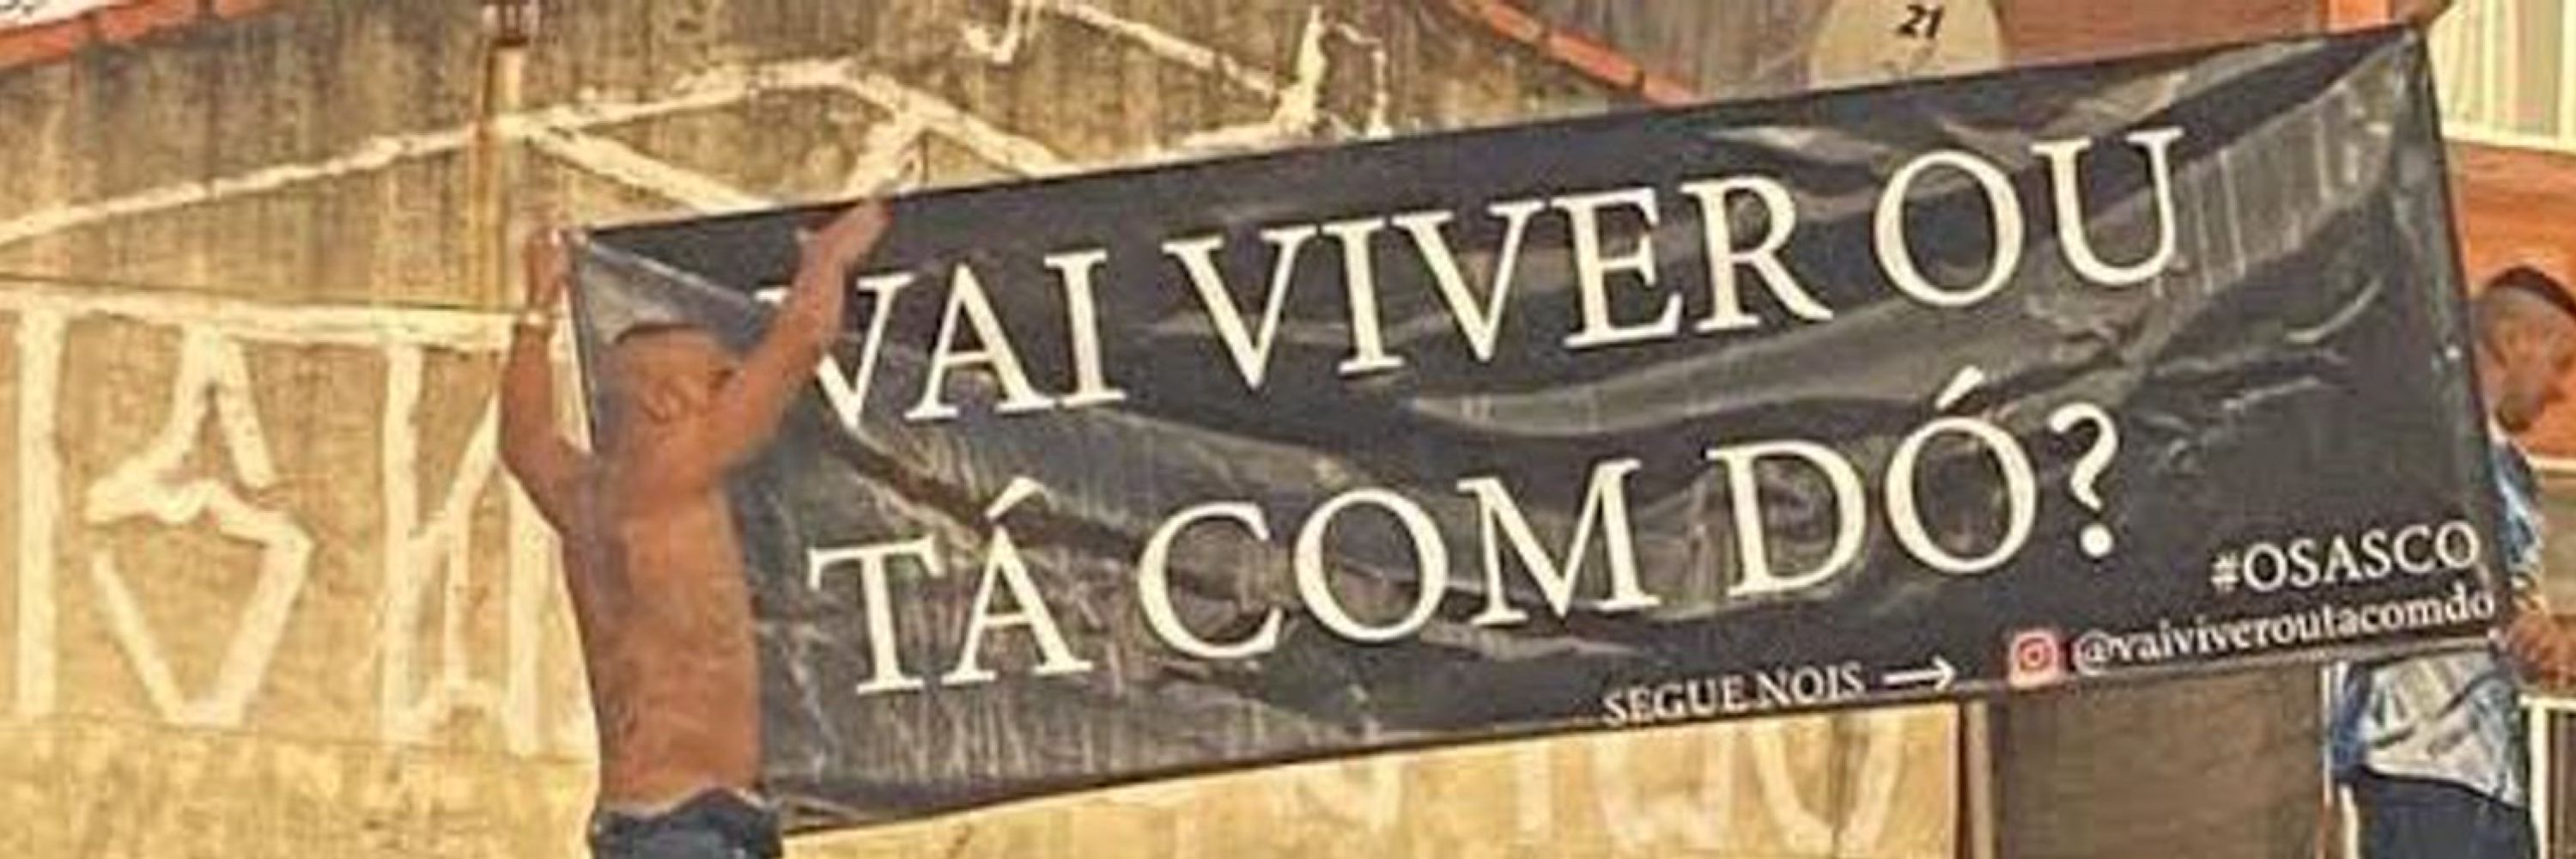 21
VAI VIVER OU
TÁ COM DÓ?
#OSASCO
SEGUE NOIS → @vaiviveroutacomdo